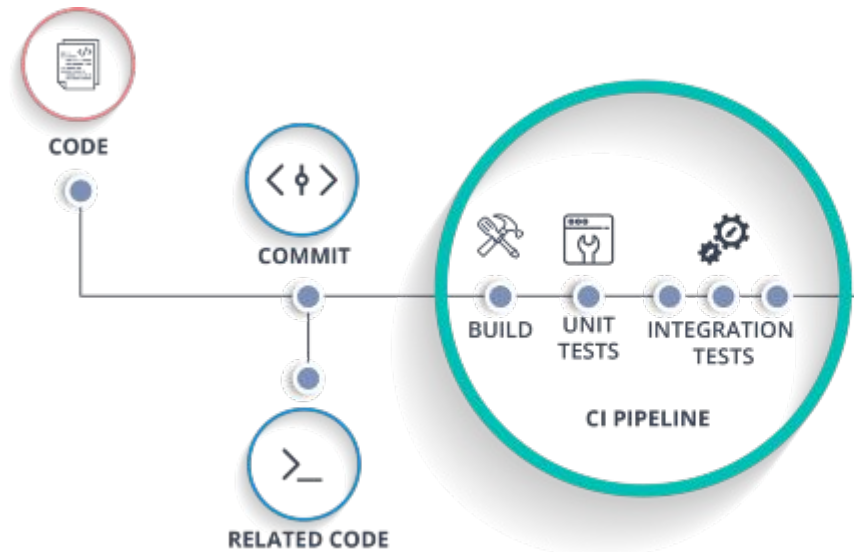 CODE
COMMIT
BUILD
UNIT
TESTS
INTEGRATION
TESTS
CI PIPELINE
RELATED CODE